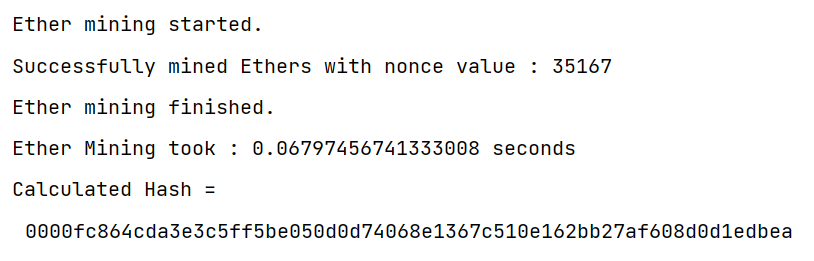 Ether mining started.
Successfully mined Ethers with nonce value : 35167
Ether mining finished.
Ether Mining took : 0.06797456741333008 seconds
Calculated Hash =
0000fc864cda3e3c5ff5be050d0d74068e1367c510e162bb27af608d0d1edbea